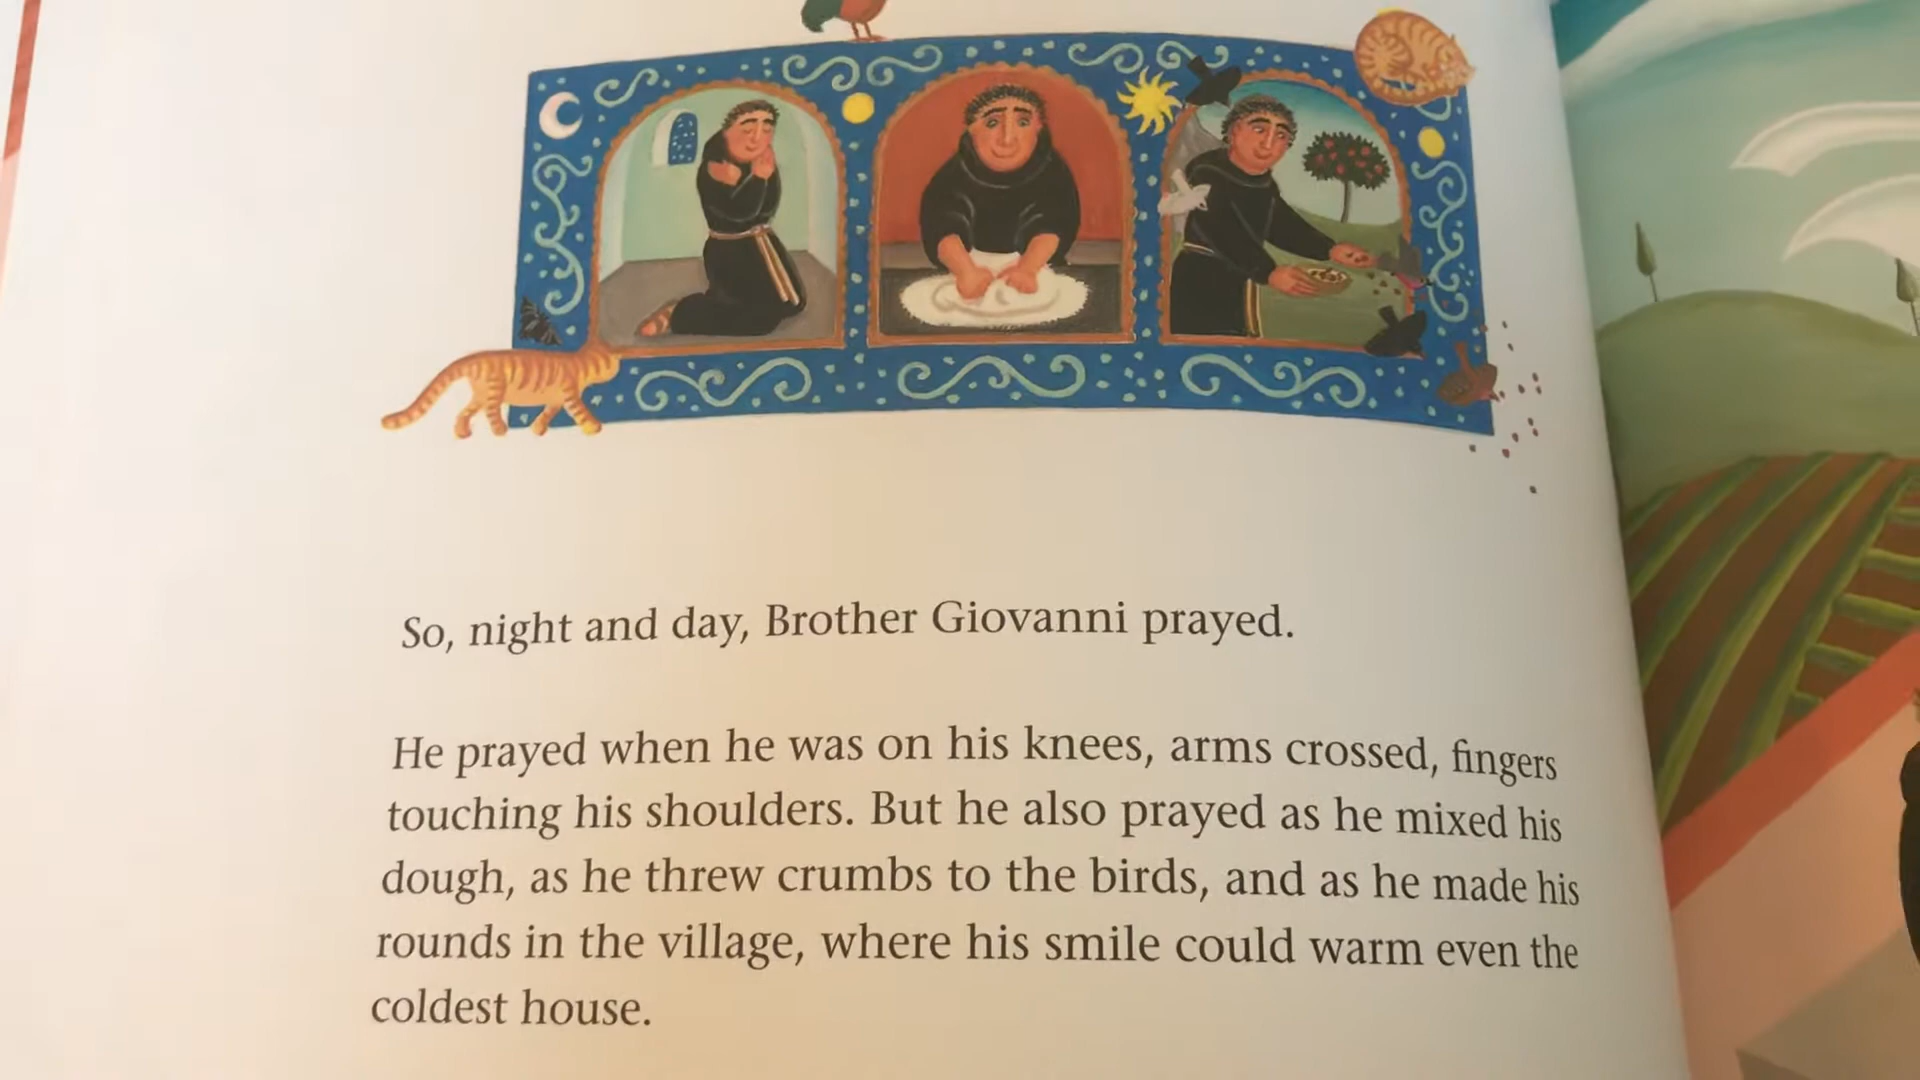 So, night and day, Brother Giovanni prayed.
He prayed when he was on his knees, arms crossed, fingers
touching his shoulders. But he also prayed as he mixed his
dough, as he threw crumbs to the birds, and as he made his
rounds in the village, where his smile could warm even the
coldest house.